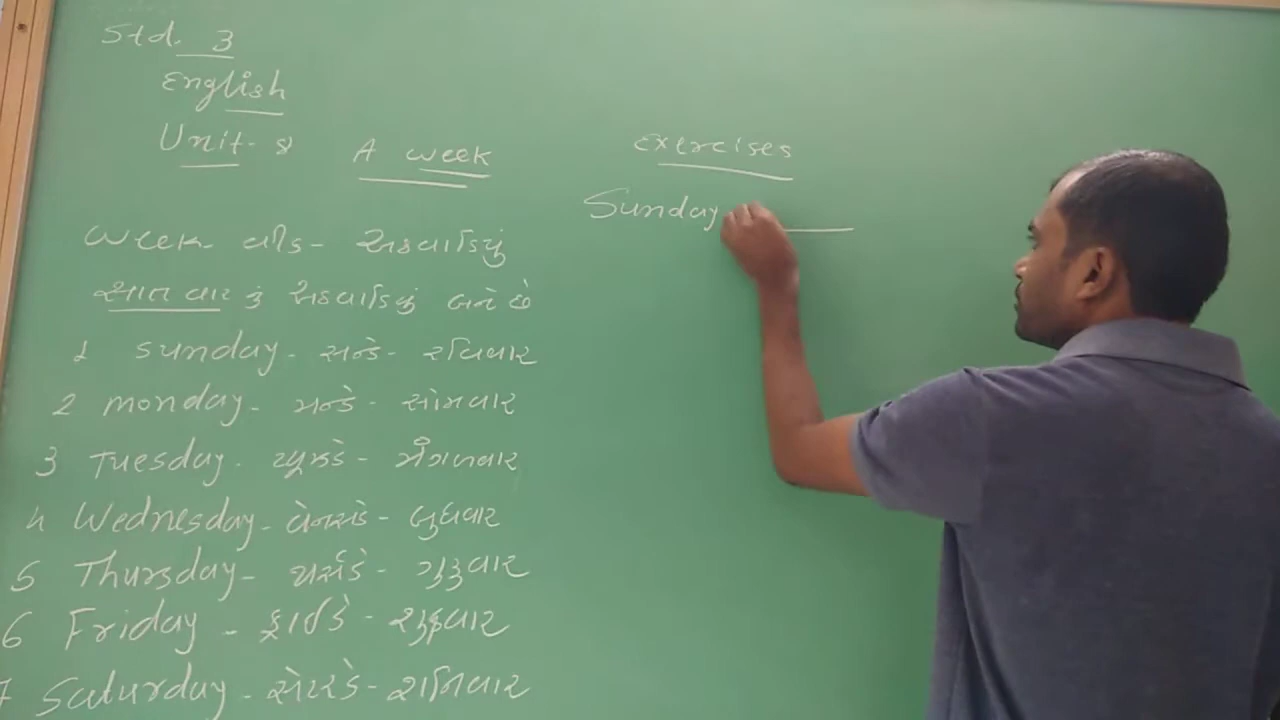 Std. 3
English
Unit - 8
A week
week - વીક - અઠવાડિયું
સાત વાર નું અઠવાડિયું બને છે
1 Sunday - સન્ડે - રવિવાર
2 monday - મન્ડે - સોમવાર
3 Tuesday - ટ્યૂઝડે - મંગળવાર
4 Wednesday - વેનસડે - બુધવાર
5 Thursday - થર્સડે - ગુરુવાર
6 Friday - ફ્રાઈડે - શુક્રવાર
7 Saturday - સેટરડે - શનિવાર
Exercises
Sunday